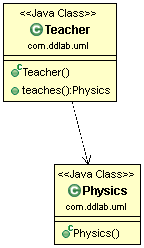 <<Java Class>>
Teacher
com.ddlab.uml
Teacher()
teaches():Physics
<<Java Class>>
Physics
com.ddlab.uml
Physics()